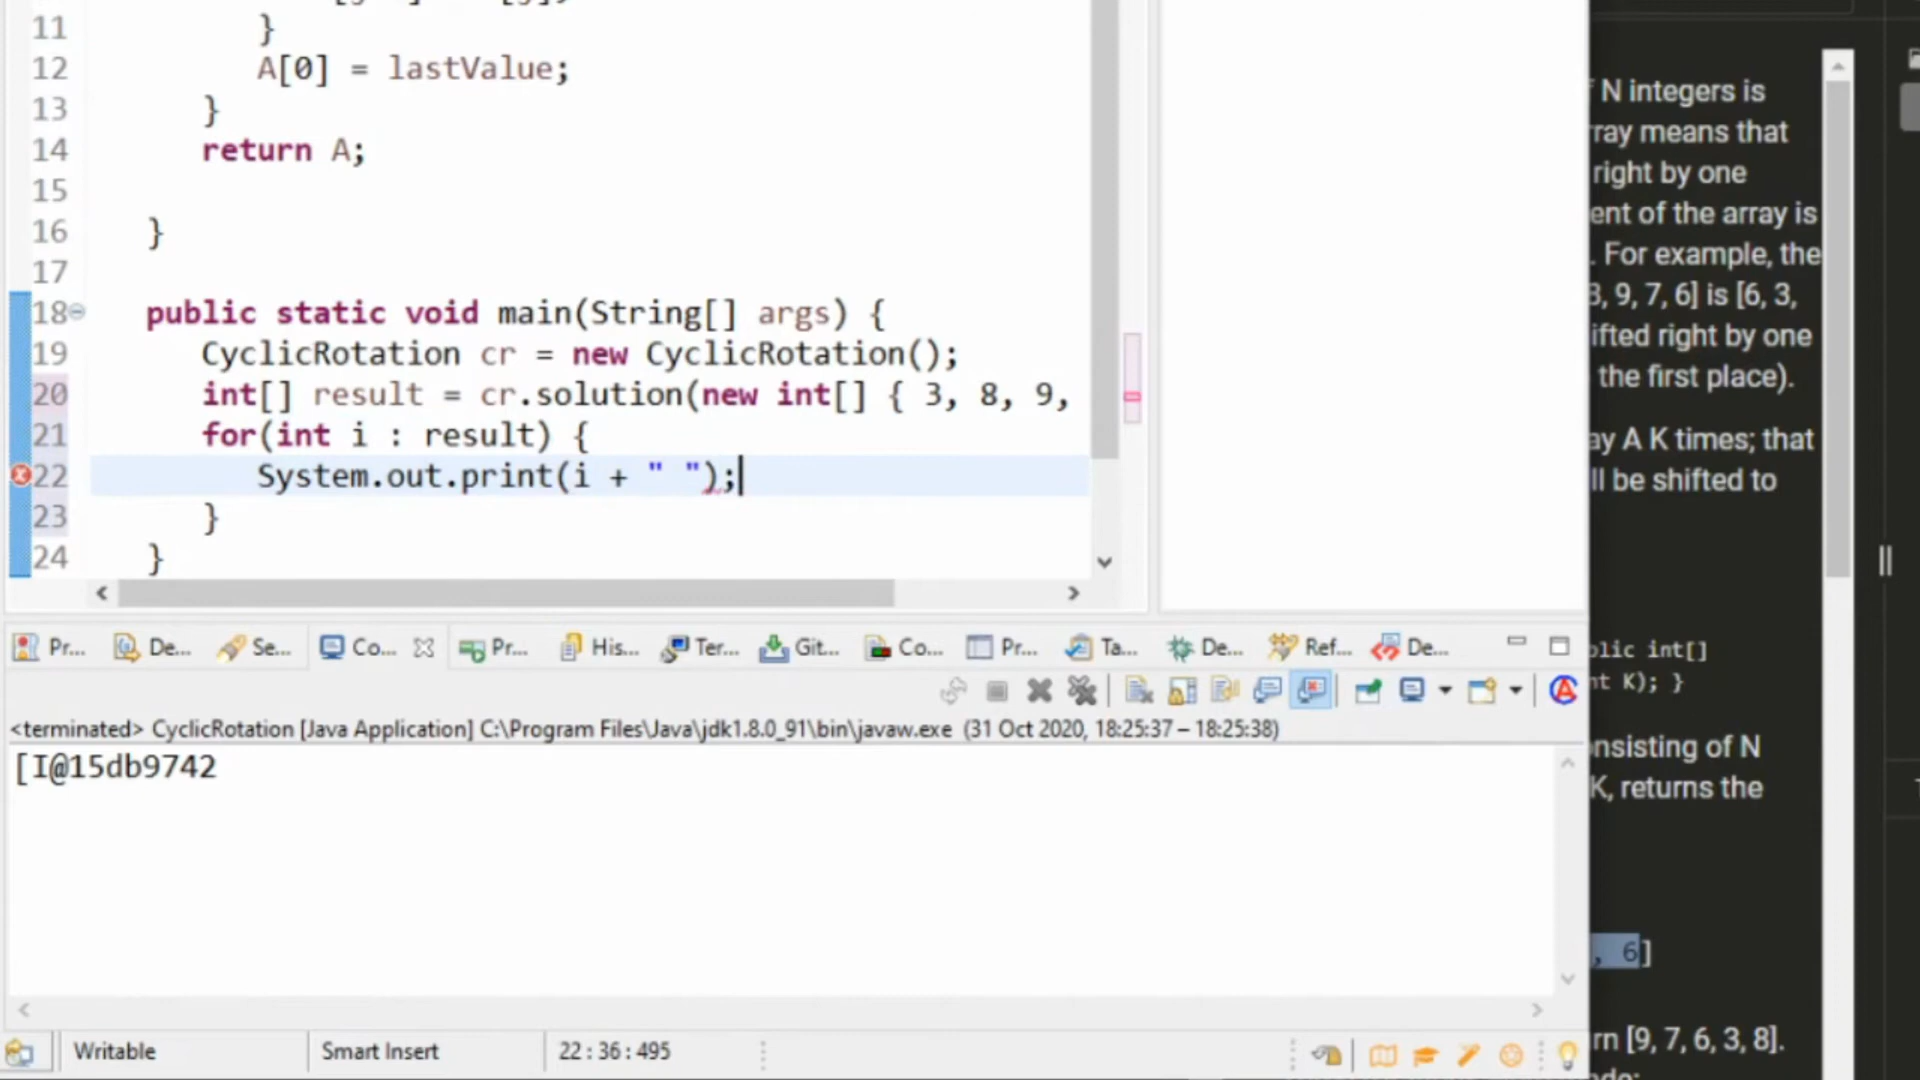 11 }
12 A[0] = lastValue;
13 }
14 return A;
15
16 }
17
18 public static void main(String[] args) {
19 CyclicRotation cr = new CyclicRotation();
20 int[] result = cr.solution(new int[] { 3, 8, 9,
21 for(int i : result) {
22 System.out.print(i + " ");
23 }
24 }
Pr... De... Se... Co... Pr... His... Ter... Git... Co... Pr... Ta... De... Ref... De...
<terminated> CyclicRotation [Java Application] C:\Program Files\Java\jdk1.8.0_91\bin\javaw.exe (31 Oct 2020, 18:25:37 – 18:25:38)
[I@15db9742
Writable Smart Insert 22 : 36 : 495
N integers is
rray means that
right by one
ent of the array is
. For example, the
8, 9, 7, 6] is [6, 3,
ifted right by one
the first place).
ay A K times; that
ll be shifted to
blic int[]
nt K); }
nsisting of N
K, returns the
, 6]
rn [9, 7, 6, 3, 8].